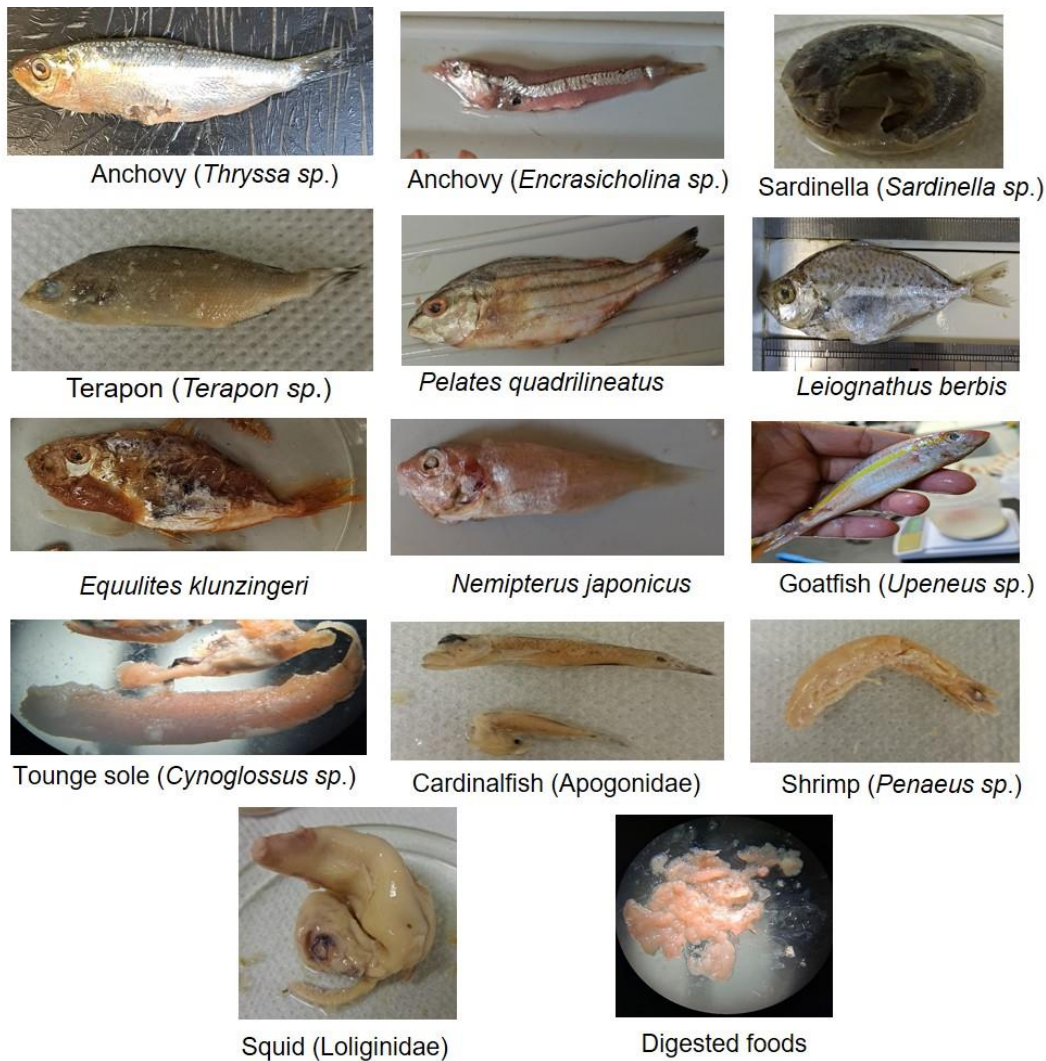 Anchovy (Thryssa sp.)
Anchovy (Encrasicholina sp.)
Sardinella (Sardinella sp.)
Terapon (Terapon sp.)
Pelates quadrilineatus
Leiognathus berbis
Equulites klunzingeri
Nemipterus japonicus
Goatfish (Upeneus sp.)
Tounge sole (Cynoglossus sp.)
Cardinalfish (Apogonidae)
Shrimp (Penaeus sp.)
Squid (Loliginidae)
Digested foods